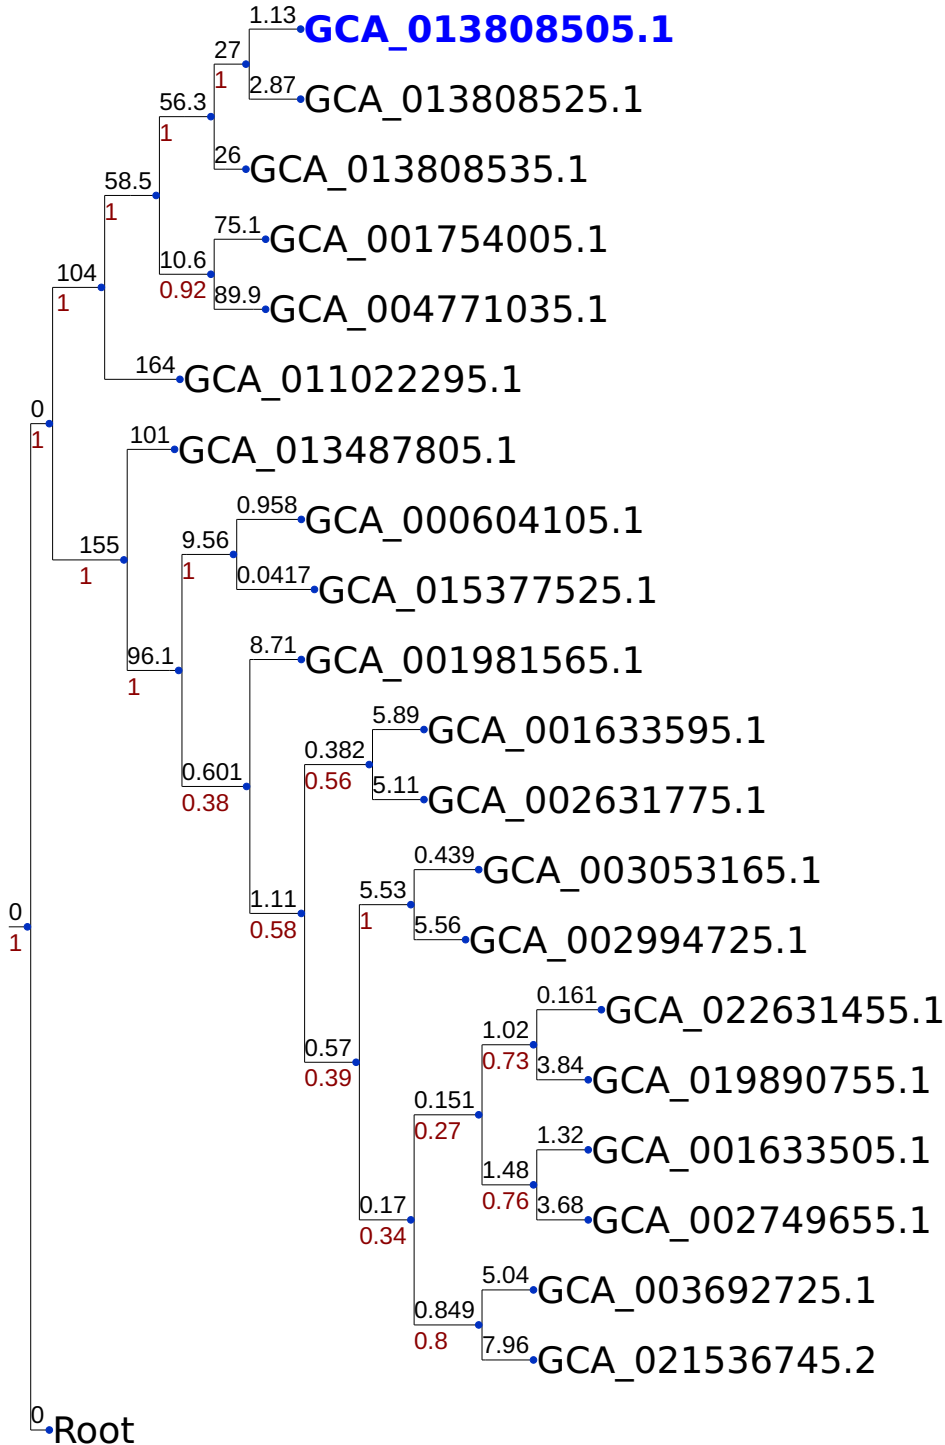 1.13
GCA_013808505.1
27
1
2.87
GCA_013808525.1
56.3
1
26
GCA_013808535.1
58.5
1
75.1
GCA_001754005.1
10.6
0.92
89.9
GCA_004771035.1
104
1
164
GCA_011022295.1
0
1
101
GCA_013487805.1
0.958
GCA_000604105.1
9.56
1
155
1
0.0417
GCA_015377525.1
96.1
1
8.71
GCA_001981565.1
5.89
GCA_001633595.1
0.382
0.56
0.601
0.38
5.11
GCA_002631775.1
0.439
GCA_003053165.1
5.53
1
1.11
0.58
5.56
GCA_002994725.1
0
1
0.161
GCA_022631455.1
1.02
0.73
0.57
0.39
3.84
GCA_019890755.1
0.151
0.27
1.32
GCA_001633505.1
1.48
0.76
0.17
0.34
3.68
GCA_002749655.1
5.04
GCA_003692725.1
0.849
0.8
7.96
GCA_021536745.2
0
Root